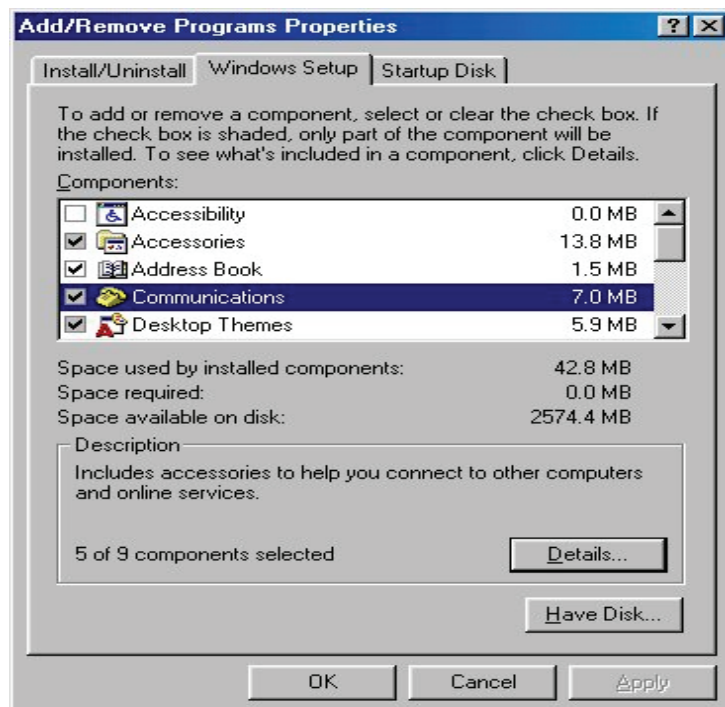 Add/Remove Programs Properties
Install/Uninstall Windows Setup Startup Disk
To add or remove a component, select or clear the check box. If
the check box is shaded, only part of the component will be
installed. To see what's included in a component, click Details.
Components:
Accessibility 0.0 MB
Accessories 13.8 MB
Address Book 1.5 MB
Communications 7.0 MB
Desktop Themes 5.9 MB
Space used by installed components: 42.8 MB
Space required: 0.0 MB
Space available on disk: 2574.4 MB
Description
Includes accessories to help you connect to other computers
and online services.
5 of 9 components selected Details...
Have Disk...
OK Cancel Apply